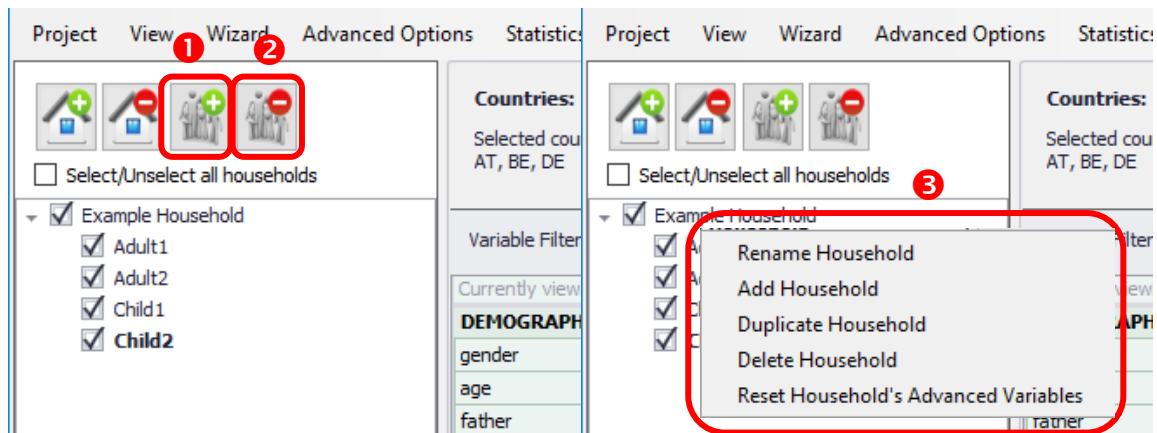 Project View Wizard Advanced Options Statistics
❶ ❷
Countries:
Selected cou
AT, BE, DE
Select/Unselect all households
Example Household
Adult1
Adult2
Child1
Child2
Variable Filter
Currently view
DEMOGRAPH
gender
age
father
Project View Wizard Advanced Options Statistics
Countries:
Selected cou
AT, BE, DE
Select/Unselect all households
❸
Example Household
Rename Household
Add Household
Duplicate Household
Delete Household
Reset Household's Advanced Variables
father